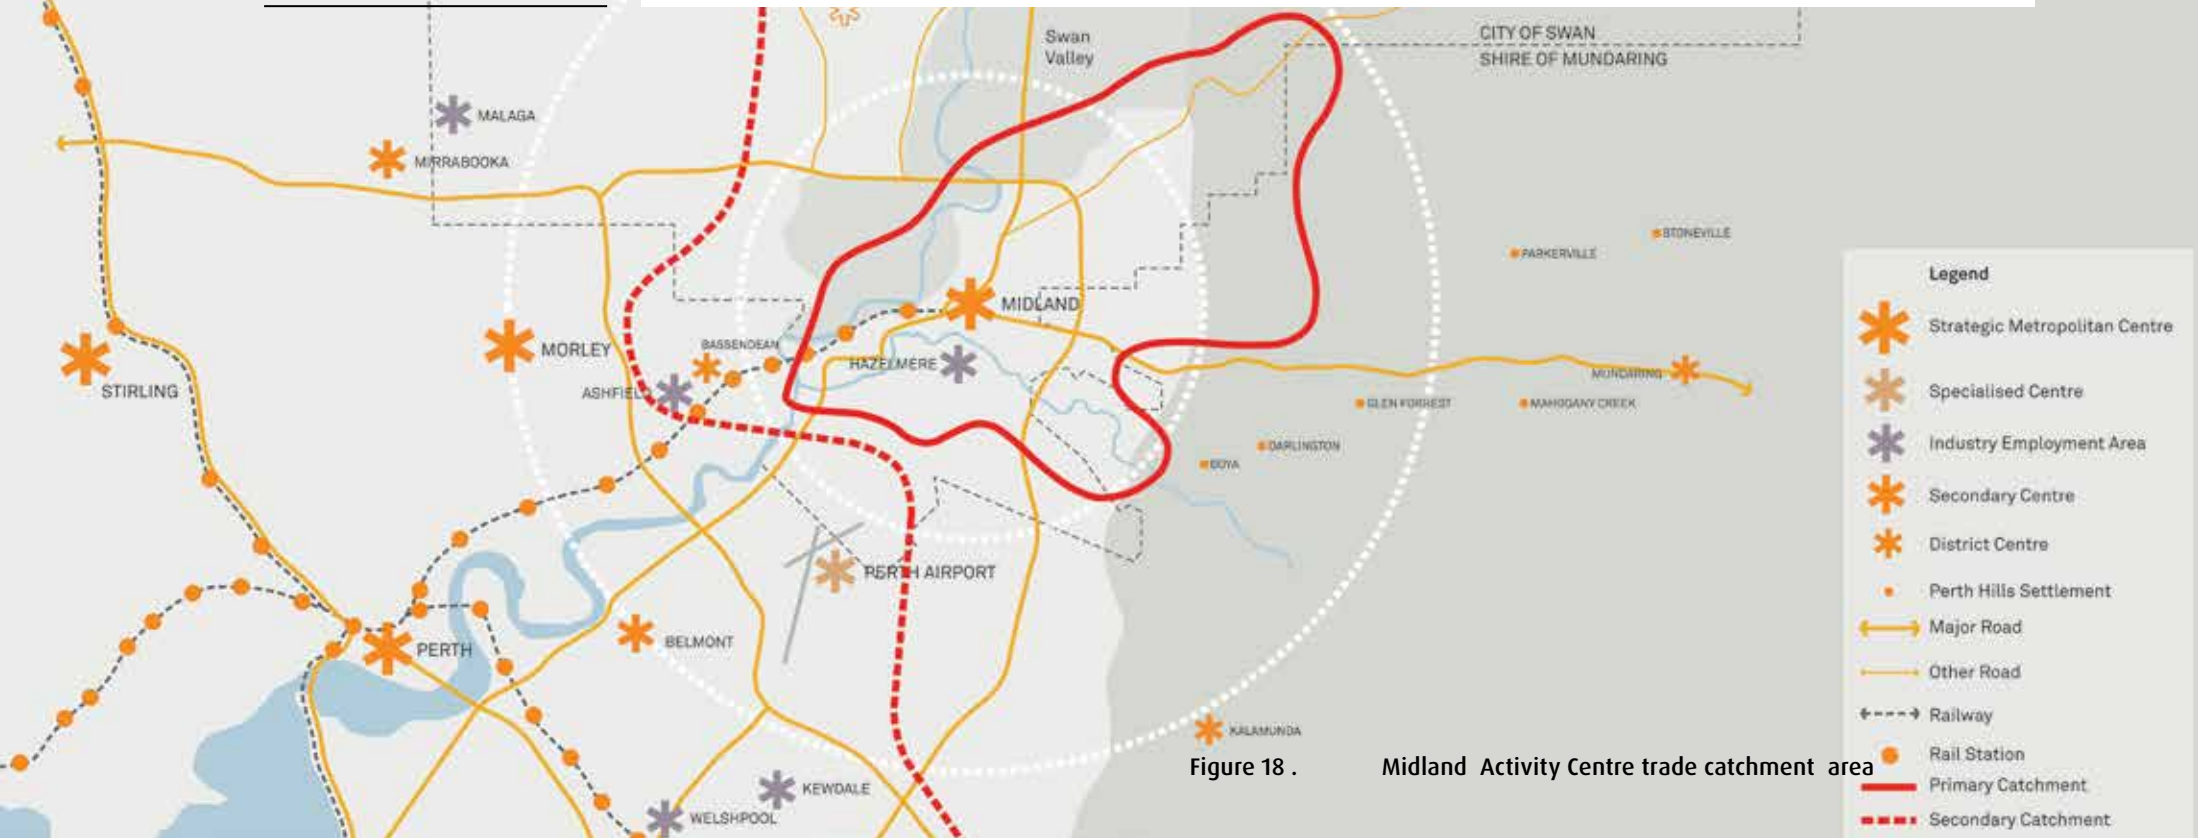 Swan
Valley
CITY OF SWAN
SHIRE OF MUNDARING
MALAGA
MIRRABOOKA
STONEVILLE
PARKERVILLE
MIDLAND
BASSENDEAN
MORLEY
HAZELMERE
STIRLING
ASHFIELD
MUNDARING
GLEN FORREST
MAHOGANY CREEK
DARLINGTON
BOYA
PERTH AIRPORT
BELMONT
PERTH
KALAMUNDA
KEWDALE
WELSHPOOL
Figure 18 . Midland Activity Centre trade catchment area
Legend
Strategic Metropolitan Centre
Specialised Centre
Industry Employment Area
Secondary Centre
District Centre
Perth Hills Settlement
Major Road
Other Road
Railway
Rail Station
Primary Catchment
Secondary Catchment